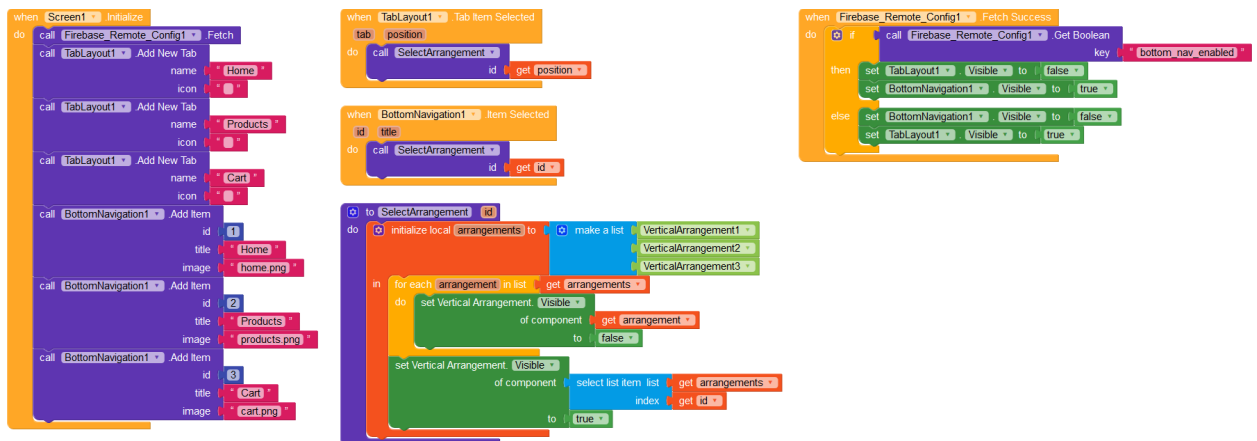 when Screen1 .Initialize
do call Firebase_Remote_Config1 .Fetch
call TabLayout1 .Add New Tab
name " Home "
icon " "
call TabLayout1 .Add New Tab
name " Products "
icon " "
call TabLayout1 .Add New Tab
name " Cart "
icon " "
call BottomNavigation1 .Add Item
id 1
title " Home "
image " home.png "
call BottomNavigation1 .Add Item
id 2
title " Products "
image " products.png "
call BottomNavigation1 .Add Item
id 3
title " Cart "
image " cart.png "
when TabLayout1 .Tab Item Selected
tab position
do call SelectArrangement
id get position
when BottomNavigation1 .Item Selected
id title
do call SelectArrangement
id get id
to SelectArrangement id
do initialize local arrangements to make a list VerticalArrangement1
VerticalArrangement2
VerticalArrangement3
in for each arrangement in list get arrangements
do set Vertical Arrangement. Visible
of component get arrangement
to false
set Vertical Arrangement. Visible
of component select list item list get arrangements
index get id
to true
when Firebase_Remote_Config1 .Fetch Success
do if call Firebase_Remote_Config1 .Get Boolean
key " bottom_nav_enabled "
then set TabLayout1 . Visible to false
set BottomNavigation1 . Visible to true
else set BottomNavigation1 . Visible to false
set TabLayout1 . Visible to true